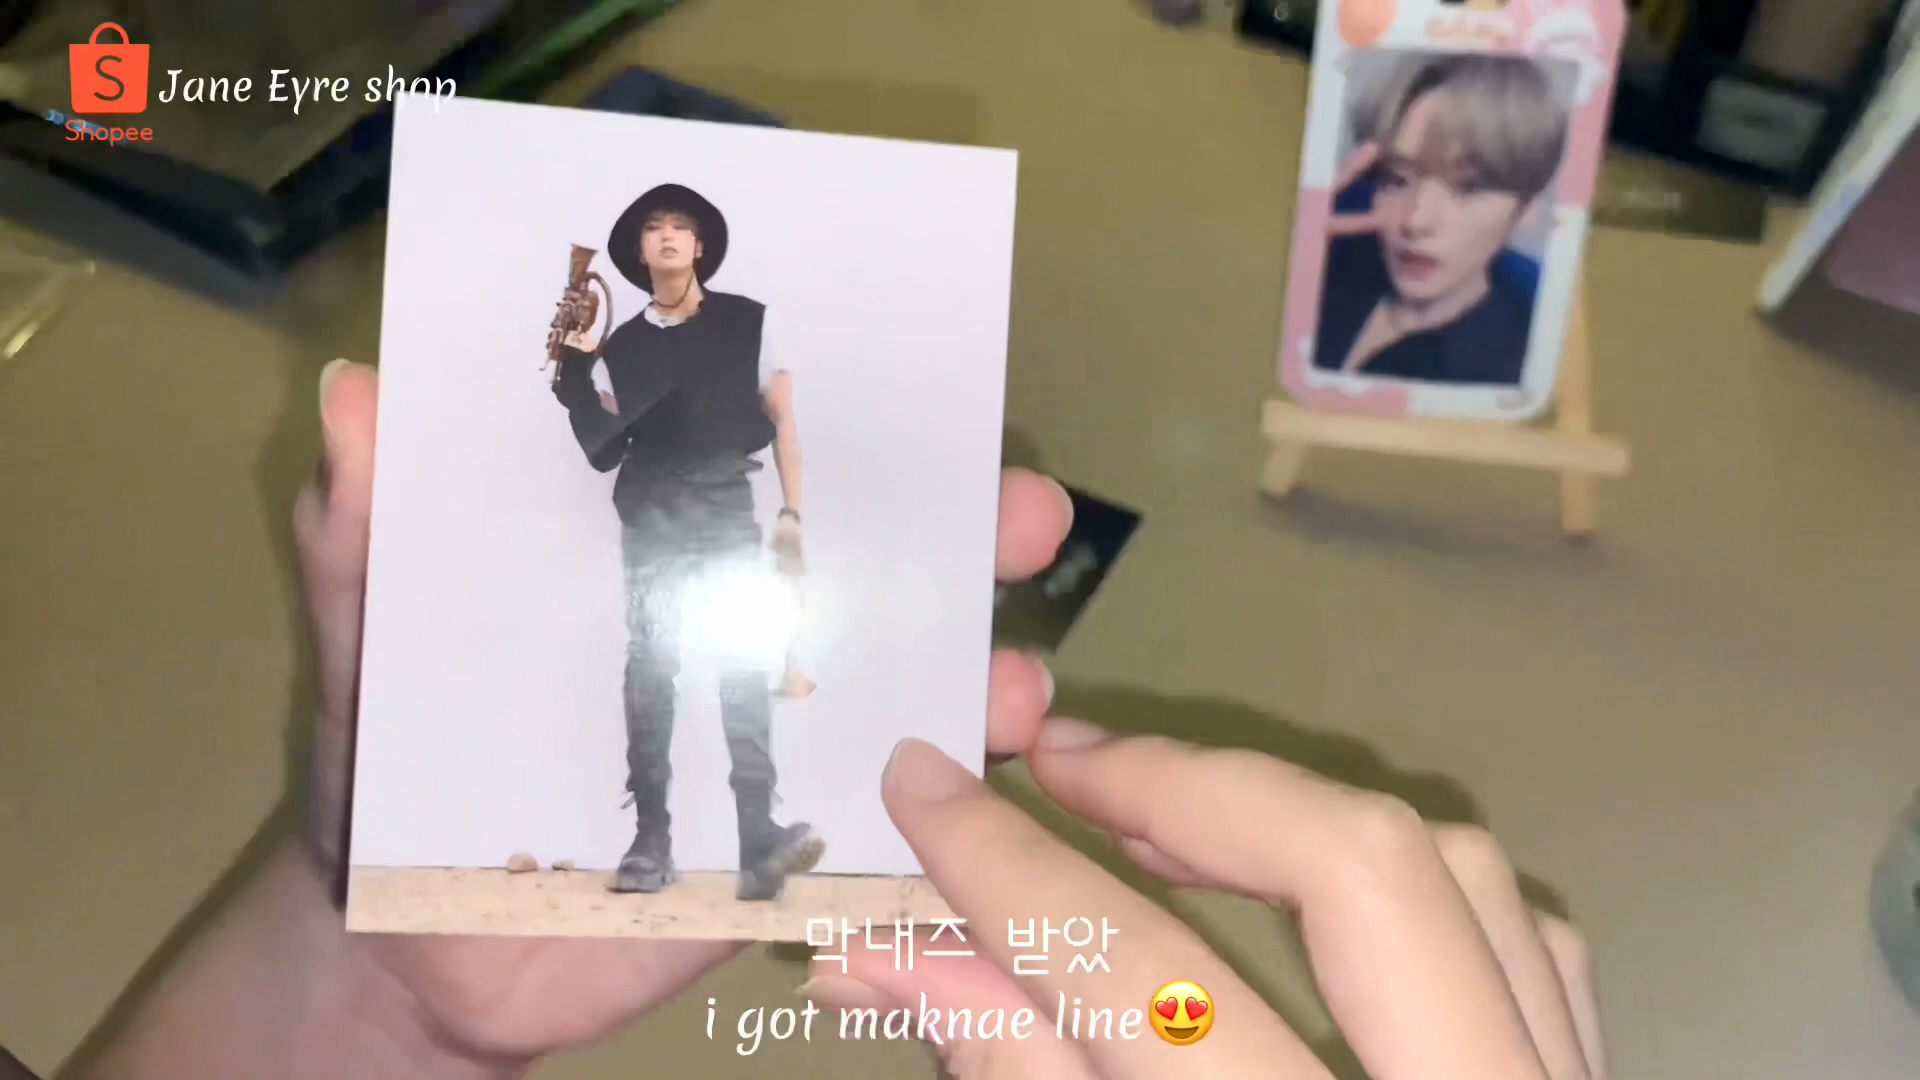 Jane Eyre shop
Shopee
막내즈 받았
i got maknae line😍